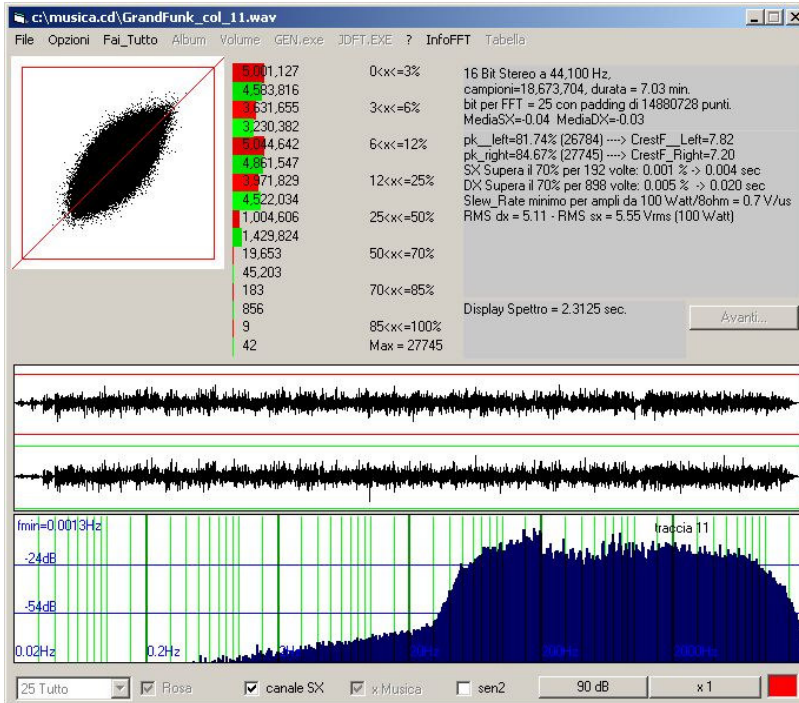 c:\musica.cd\GrandFunk_col_11.wav
File Opzioni Fai_Tutto Album Volume GEN.exe JDFT.EXE ? InfoFFT Tabella
5,001,127 0<x<=3%
4,583,816
3,631,655 3<x<=6%
3,230,382
5,044,642 6<x<=12%
4,861,547
3,971,829 12<x<=25%
4,522,034
1,004,606 25<x<=50%
1,429,824
19,653 50<x<=70%
45,203
183 70<x<=85%
856
9 85<x<=100%
42 Max = 27745
16 Bit Stereo a 44,100 Hz,
campioni=18,673,704, durata = 7.03 min.
bit per FFT = 25 con padding di 14880728 punti.
MediaSX=-0.04 MediaDX=-0.03
pk__left=81.74% (26784) ----> CrestF__Left=7.82
pk_right=84.67% (27745) ----> CrestF_Right=7.20
SX Supera il 70% per 192 volte: 0.001 % -> 0.004 sec
DX Supera il 70% per 898 volte: 0.005 % -> 0.020 sec
Slew_Rate minimo per ampli da 100 Watt/8ohm = 0.7 V/us
RMS dx = 5.11 - RMS sx = 5.55 Vrms (100 Watt)
Display Spettro = 2.3125 sec.
Avanti...
fmin=0.0013Hz
traccia 11
-24dB
-54dB
0.02Hz 0.2Hz 2Hz 20Hz 200Hz 2000Hz
25 Tutto Rosa canale SX x Musica sen2 90 dB x 1